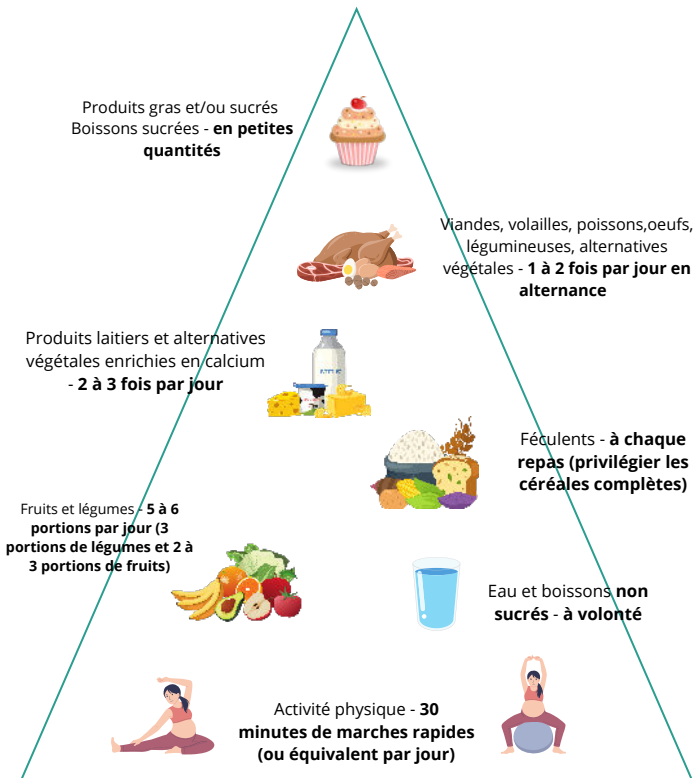 Produits gras et/ou sucrés
Boissons sucrées - en petites
quantités
Viandes, volailles, poissons,oeufs,
légumineuses, alternatives
végétales - 1 à 2 fois par jour en
alternance
Produits laitiers et alternatives
végétales enrichies en calcium
- 2 à 3 fois par jour
Féculents - à chaque
repas (privilégier les
céréales complètes)
Fruits et légumes - 5 à 6
portions par jour (3
portions de légumes et 2 à
3 portions de fruits)
Eau et boissons non
sucrés - à volonté
Activité physique - 30
minutes de marches rapides
(ou équivalent par jour)